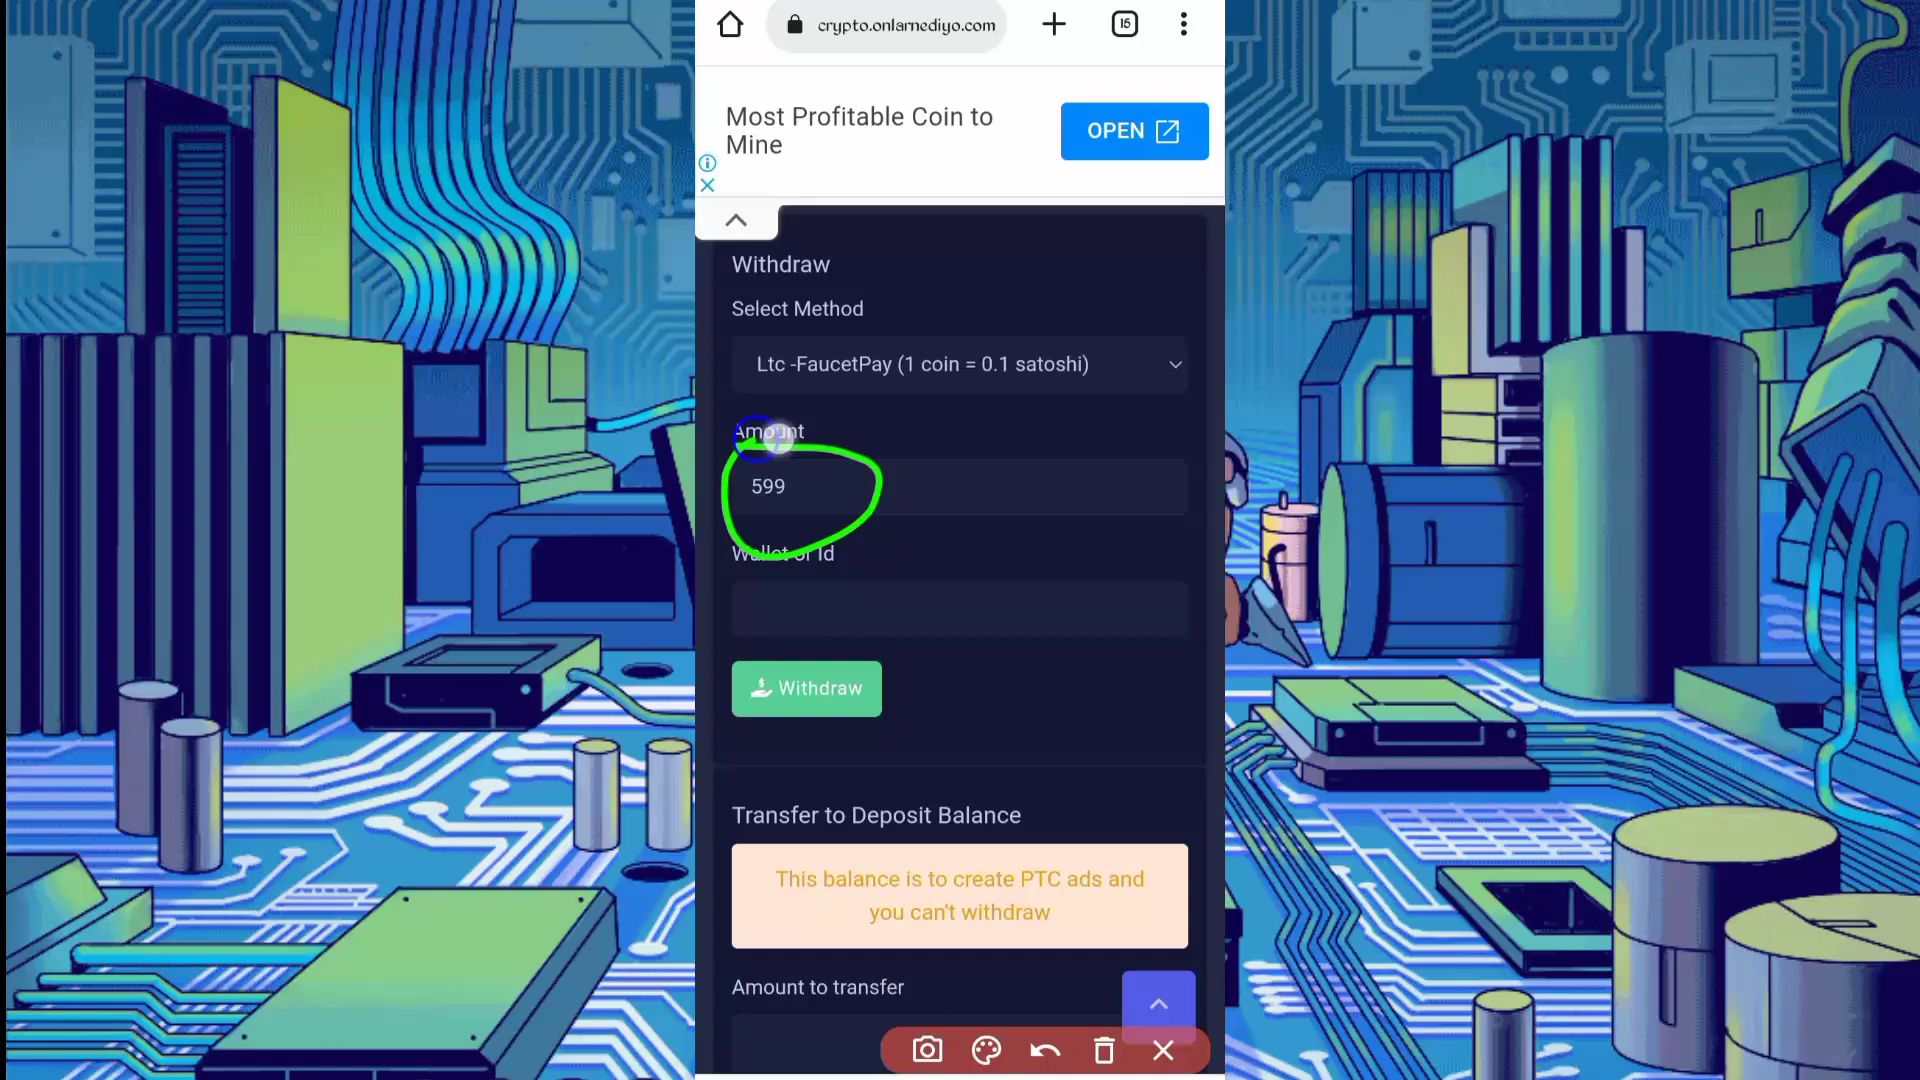 crypto.onlarnediyo.com
15
Most Profitable Coin to
Mine
OPEN
Withdraw
Select Method
Ltc -FaucetPay (1 coin = 0.1 satoshi)
Amount
599
Wallet or Id
Withdraw
Transfer to Deposit Balance
This balance is to create PTC ads and
you can't withdraw
Amount to transfer